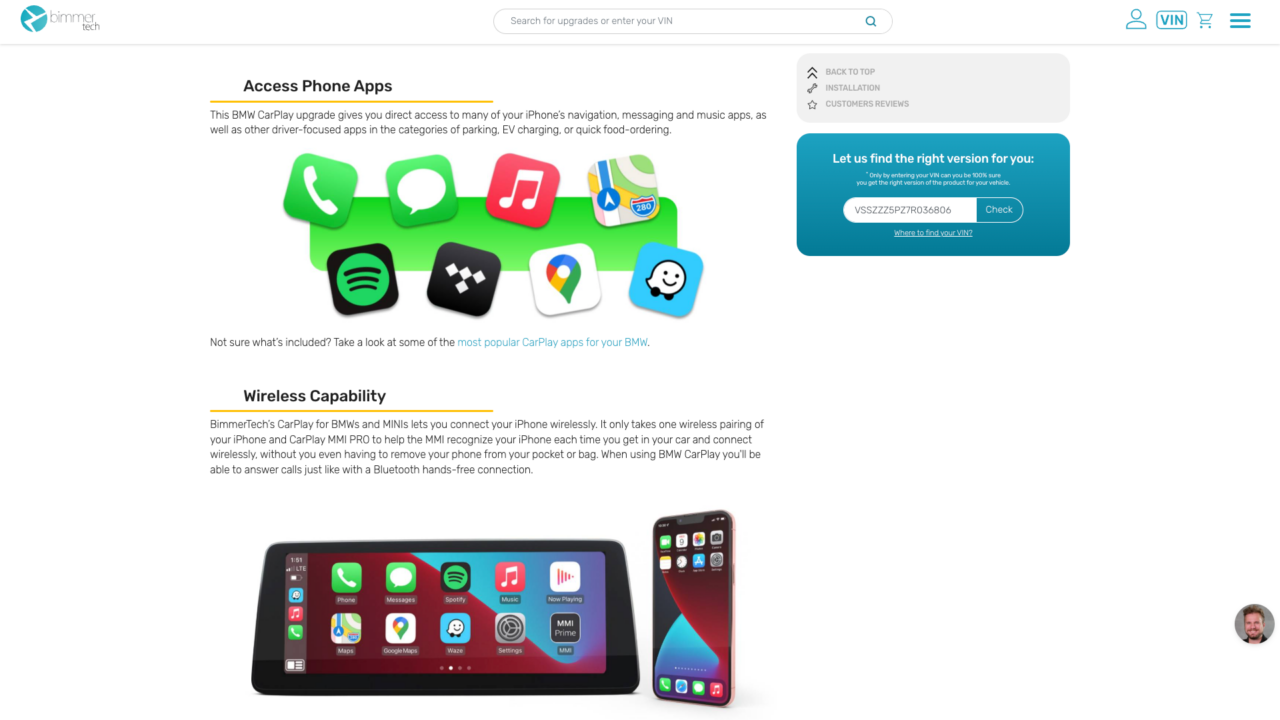 bimmer
tech
Search for upgrades or enter your VIN
VIN
Access Phone Apps
This BMW CarPlay upgrade gives you direct access to many of your iPhone's navigation, messaging and music apps, as
well as other driver-focused apps in the categories of parking, EV charging, or quick food-ordering.
280
Not sure what's included? Take a look at some of the most popular CarPlay apps for your BMW.
Wireless Capability
BimmerTech's CarPlay for BMWs and MINIs lets you connect your iPhone wirelessly. It only takes one wireless pairing of
your iPhone and CarPlay MMI PRO to help the MMI recognize your iPhone each time you get in your car and connect
wirelessly, without you even having to remove your phone from your pocket or bag. When using BMW CarPlay you'll be
able to answer calls just like with a Bluetooth hands-free connection.
1:51
LTE
Phone
Messages
Spotify
Music
Now Playing
MMI
Prime
Maps
Google Maps
Waze
Settings
MMI
9
BACK TO TOP
INSTALLATION
CUSTOMERS REVIEWS
Let us find the right version for you:
* Only by entering your VIN can you be 100% sure
you get the right version of the product for your vehicle.
VSSZZZ5PZ7R036806
Check
Where to find your VIN?